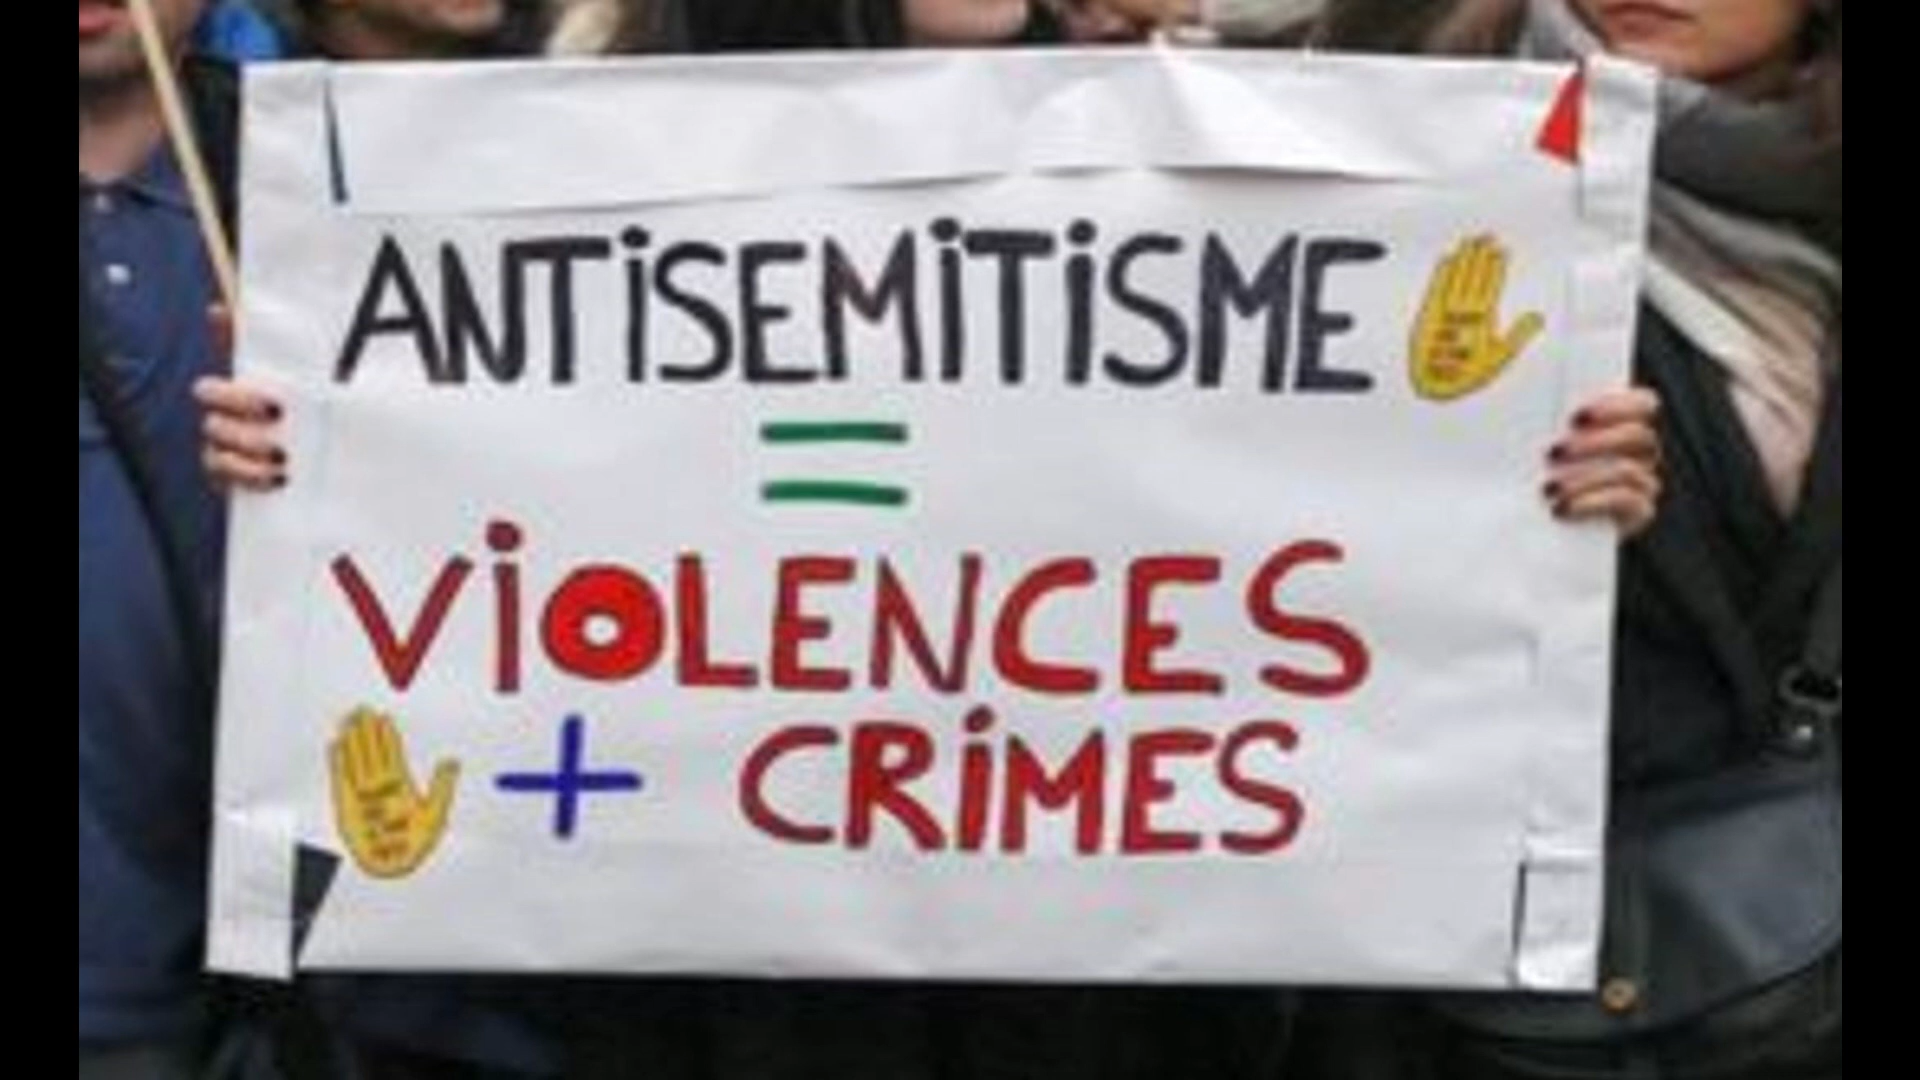 ANTISEMITISME
=
VIOLENCES
+ CRIMES